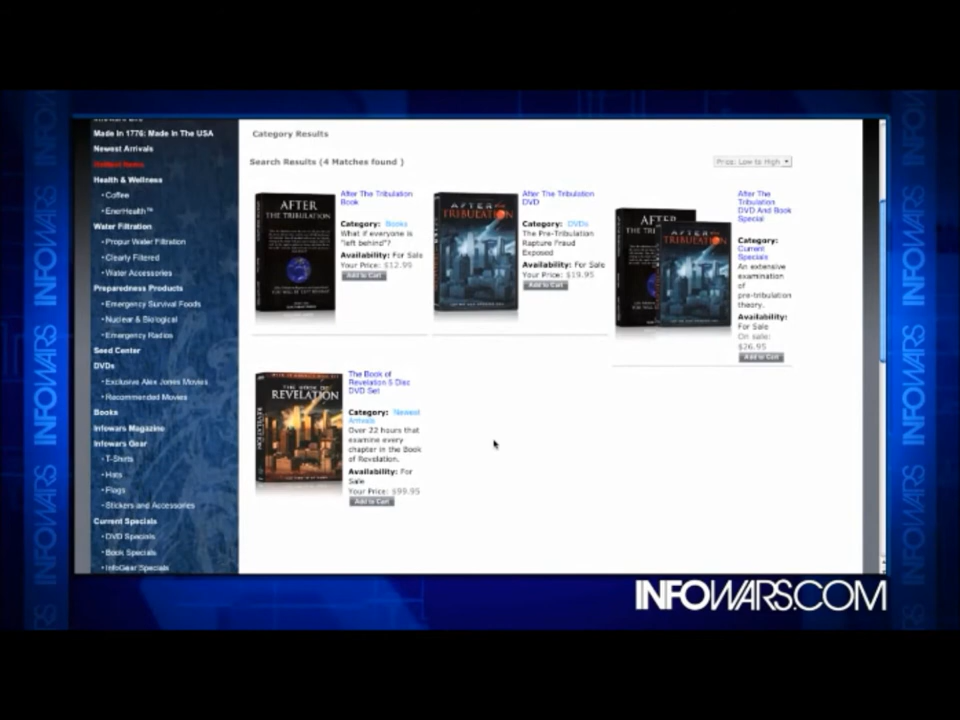 INFOWARS
Made In 1776: Made In The USA
Newest Arrivals
Health & Wellness
• Coffee
• EnerHealth™
Water Filtration
• Propur Water Filtration
• Clearly Filtered
• Water Accessories
Preparedness Products
• Emergency Survival Foods
• Nuclear & Biological
• Emergency Radios
Seed Center
DVDs
• Exclusive Alex Jones Movies
• Recommended Movies
Books
Infowars Magazine
Infowars Gear
• T-Shirts
• Hats
• Flags
• Stickers and Accessories
Current Specials
• DVD Specials
• Book Specials
• InfoGear Specials
Category Results
Search Results (4 Matches found )
Price: Low to High
AFTER
THE TRIBULATION
After The Tribulation
Book
Category: Books
What if everyone is
"left behind"?
Availability: For Sale
Your Price: $12.95
Add to Cart
AFTER THE
TRIBULATION
After The Tribulation
DVD
Category: DVDs
The Pre-Tribulation
Rapture Fraud
Exposed
Availability: For Sale
Your Price: $19.95
Add to Cart
AFTER
TRIBULATION
After The
Tribulation
DVD And Book
Special
Category:
Current
Specials
An extensive
examination
of
pre-tribulation
theory.
Availability:
For Sale
On sale:
$26.95
Add to Cart
THE BOOK OF
REVELATION
REVELATION
The Book of
Revelation 5 Disc
DVD Set
Category: Newest
Arrivals
Over 22 hours that
examine every
chapter in the Book
of Revelation.
Availability: For
Sale
Your Price: $99.95
Add to Cart
INFOWARS
INFOWARS.COM